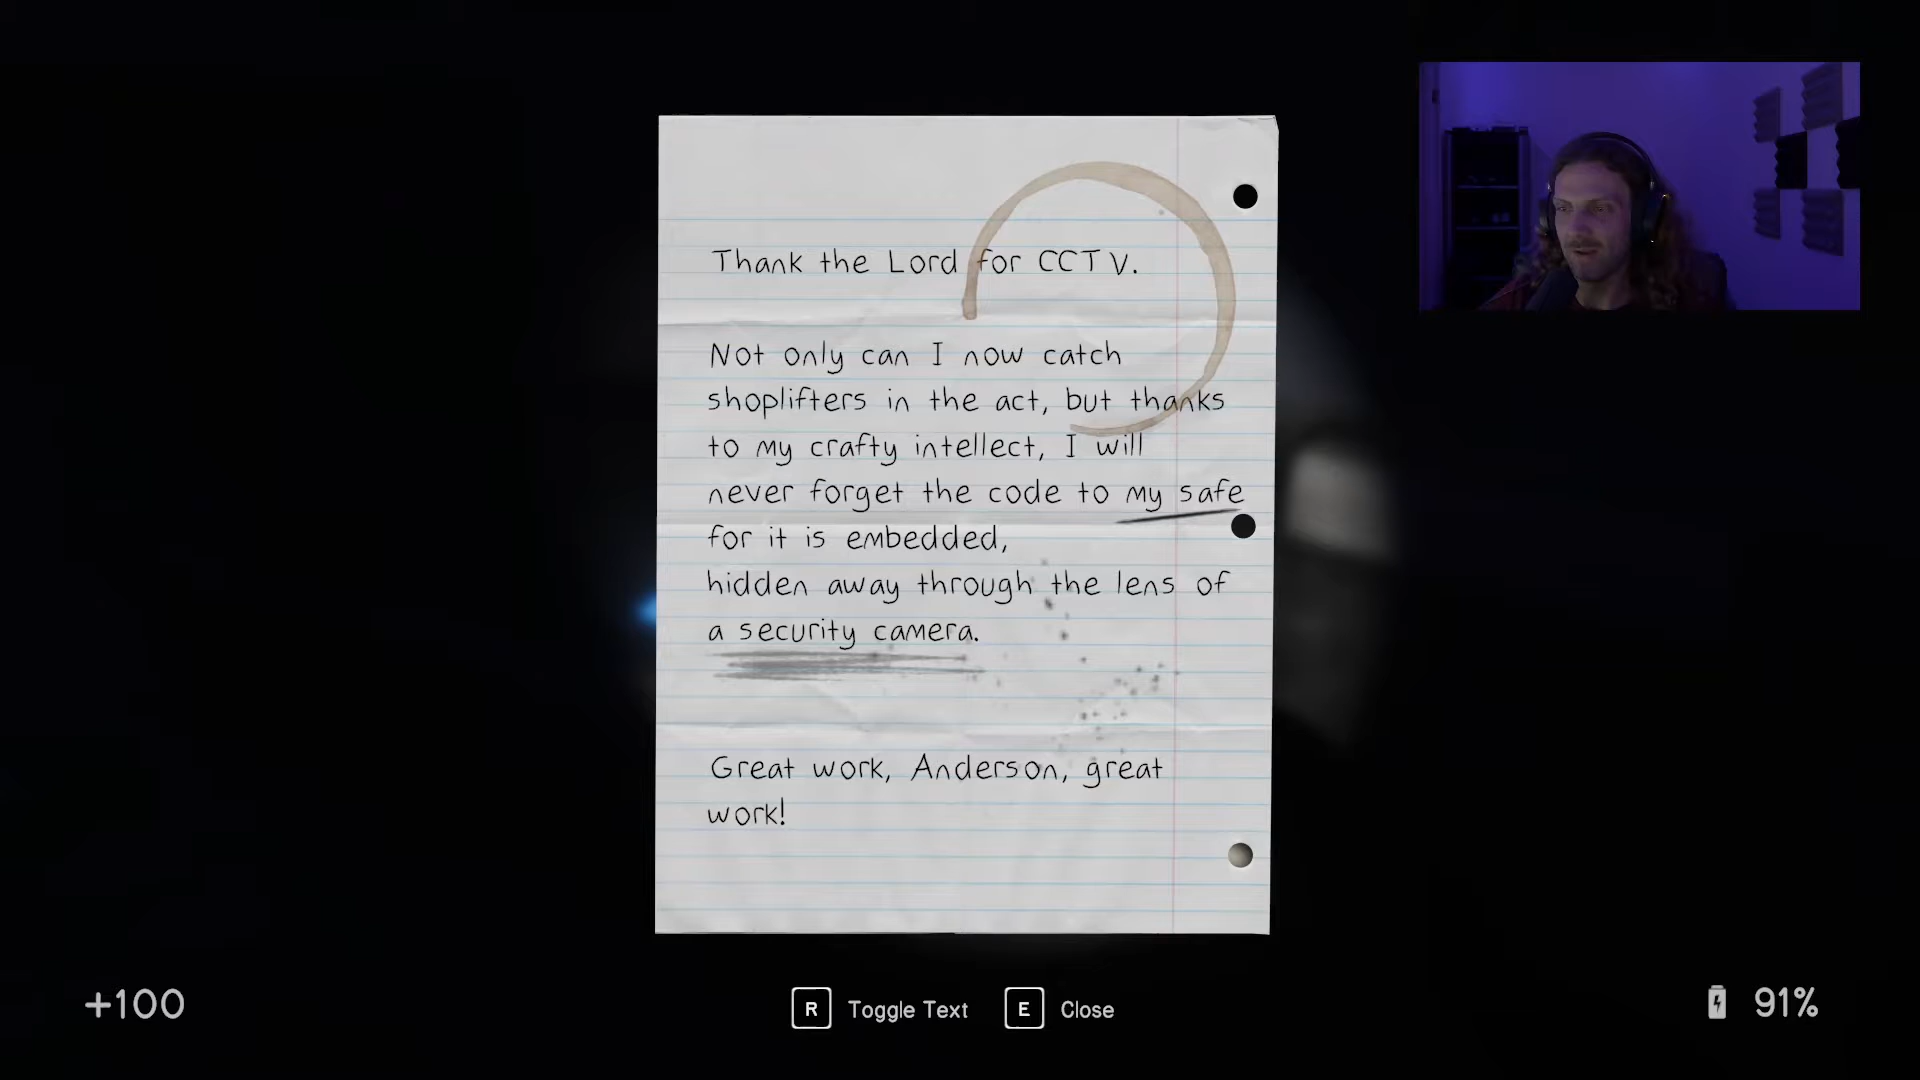 Thank the Lord for CCTV.
Not only can I now catch
shoplifters in the act, but thanks
to my crafty intellect, I will
never forget the code to my safe
for it is embedded,
hidden away through the lens of
a security camera.
Great work, Anderson, great
work!
+100
R Toggle Text E Close
91%